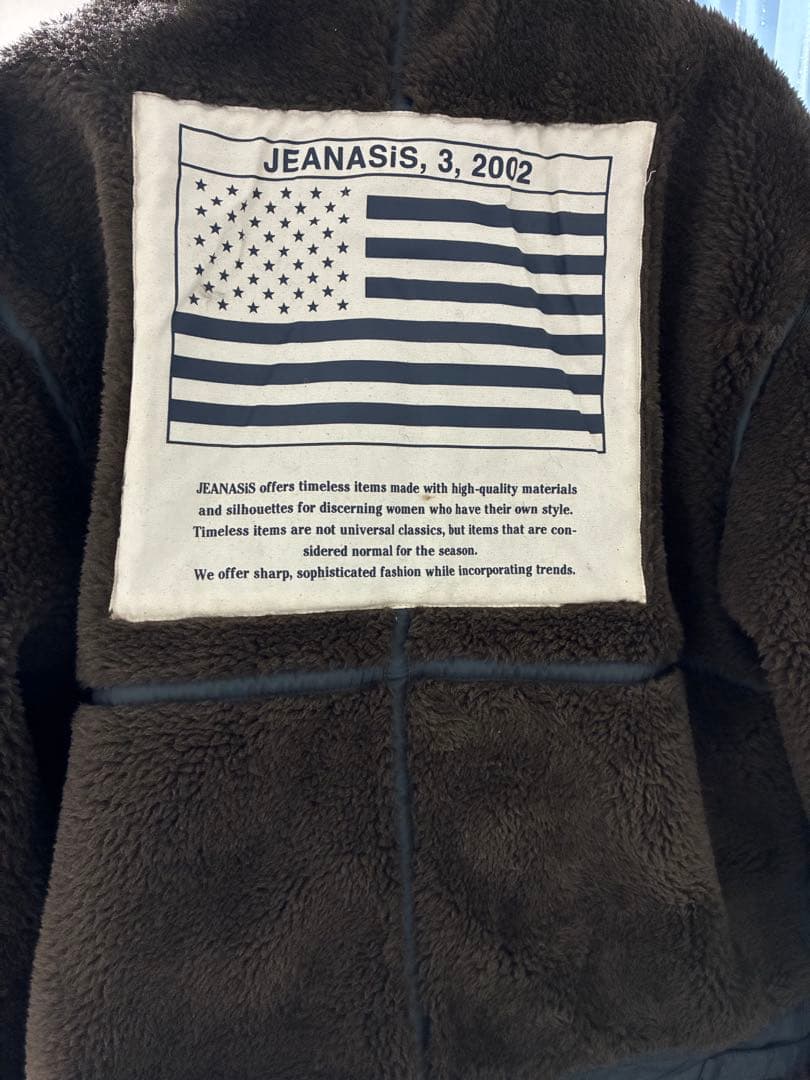 JEANASiS, 3, 2002
JEANASiS offers timeless items made with high-quality materials
and silhouettes for discerning women who have their own style.
Timeless items are not universal classics, but items that are con-
sidered normal for the season.
We offer sharp, sophisticated fashion while incorporating trends.